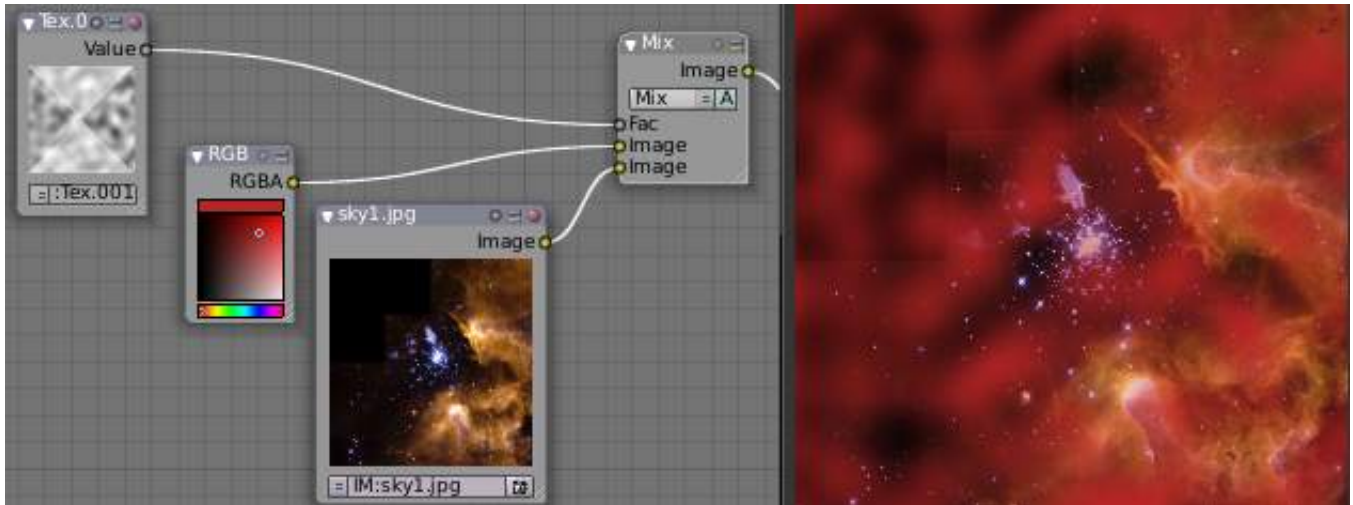 Tex.0
Value
:Tex.001
RGB
RGBA
sky1.jpg
Image
IM:sky1.jpg
Mix
Image
Mix
A
Fac
Image
Image